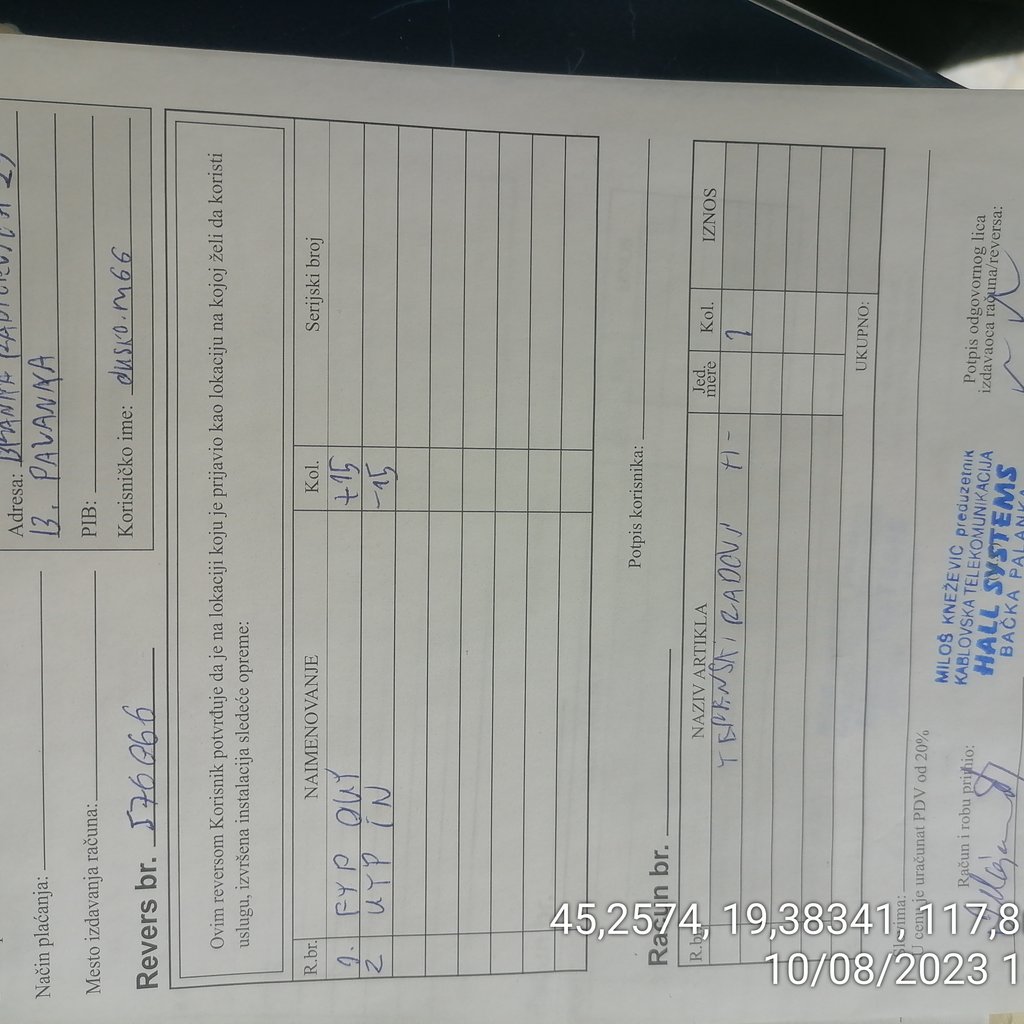 Adresa: BRANKA RADIČEVIĆA 2)
B. PALANKA
PIB:
Korisničko ime: dusko.m66
Način plaćanja:
Mesto izdavanja računa:
Revers br. 576266
Ovim reversom Korisnik potvrđuje da je na lokaciji koju je prijavio kao lokaciju na kojoj želi da koristi
uslugu, izvršena instalacija sledeće opreme:
R.br. NAIMENOVANJE Kol. Serijski broj
1. FTP OUT +15
2 UTP IN -15
Potpis korisnika:
Račun br.
R.br. NAZIV ARTIKLA Jed. mere Kol. IZNOS
TERENSKI RADOVI H- 1
UKUPNO:
Slovima:
U cenu je uračunat PDV od 20%
Račun i robu primio:
MILOŠ KNEŽEVIĆ preduzetnik
KABLOVSKA TELEKOMUNIKACIJA
HALL SYSTEMS
BAČKA PALANKA
Potpis odgovornog lica
izdavaoca računa/reversa:
45,2574, 19,38341, 117,8
10/08/2023 1